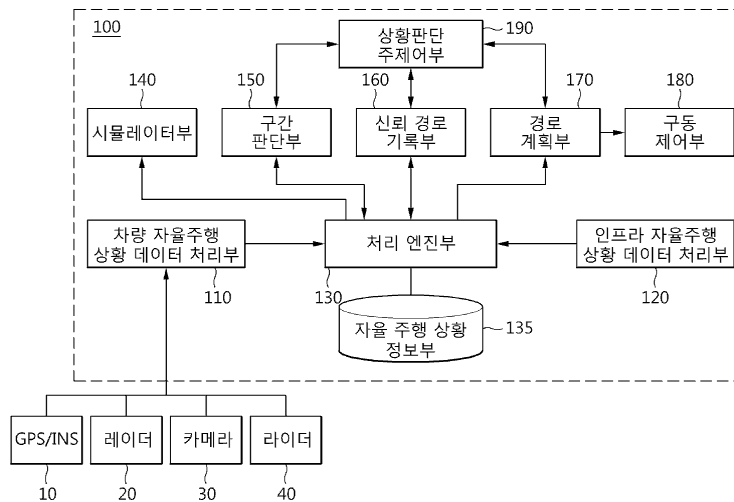 100
190
상황판단
주제어부
140
150
160
170
180
시뮬레이터부
구간
판단부
신뢰 경로
기록부
경로
계획부
구동
제어부
차량 자율주행
상황 데이터 처리부
처리 엔진부
인프라 자율주행
상황 데이터 처리부
110
130
120
자율 주행 상황
정보부
135
GPS/INS
레이더
카메라
라이더
10
20
30
40